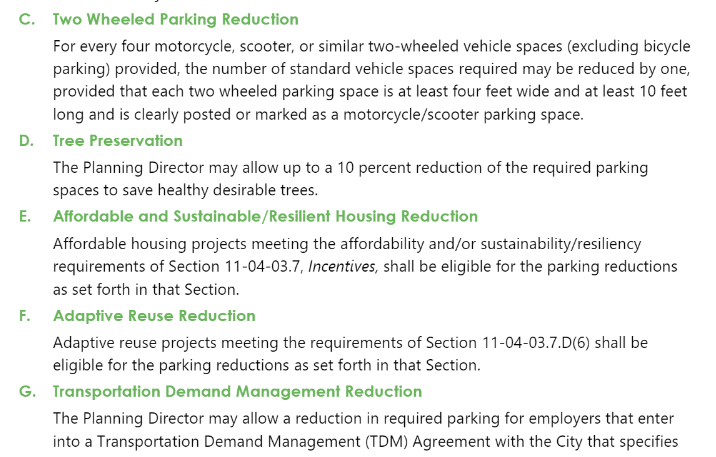 C. Two Wheeled Parking Reduction
For every four motorcycle, scooter, or similar two-wheeled vehicle spaces (excluding bicycle
parking) provided, the number of standard vehicle spaces required may be reduced by one,
provided that each two wheeled parking space is at least four feet wide and at least 10 feet
long and is clearly posted or marked as a motorcycle/scooter parking space.
D. Tree Preservation
The Planning Director may allow up to a 10 percent reduction of the required parking
spaces to save healthy desirable trees.
E. Affordable and Sustainable/Resilient Housing Reduction
Affordable housing projects meeting the affordability and/or sustainability/resiliency
requirements of Section 11-04-03.7, Incentives, shall be eligible for the parking reductions
as set forth in that Section.
F. Adaptive Reuse Reduction
Adaptive reuse projects meeting the requirements of Section 11-04-03.7.D(6) shall be
eligible for the parking reductions as set forth in that Section.
G. Transportation Demand Management Reduction
The Planning Director may allow a reduction in required parking for employers that enter
into a Transportation Demand Management (TDM) Agreement with the City that specifies